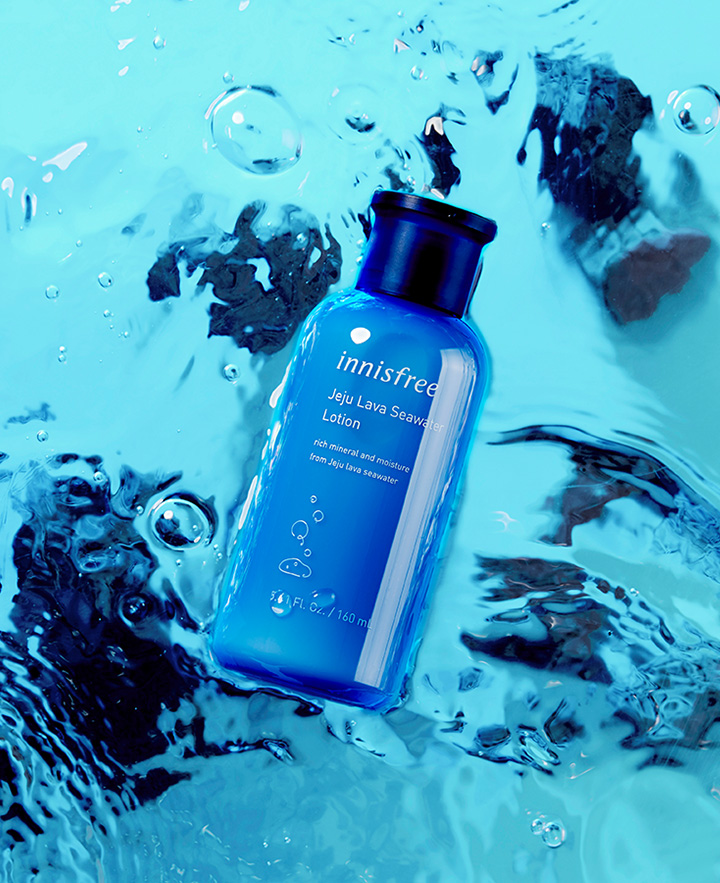 innisfree
Jeju Lava Seawater
Lotion
rich mineral and moisture
from Jeju lava seawater
FL. Oz. / 160 mL